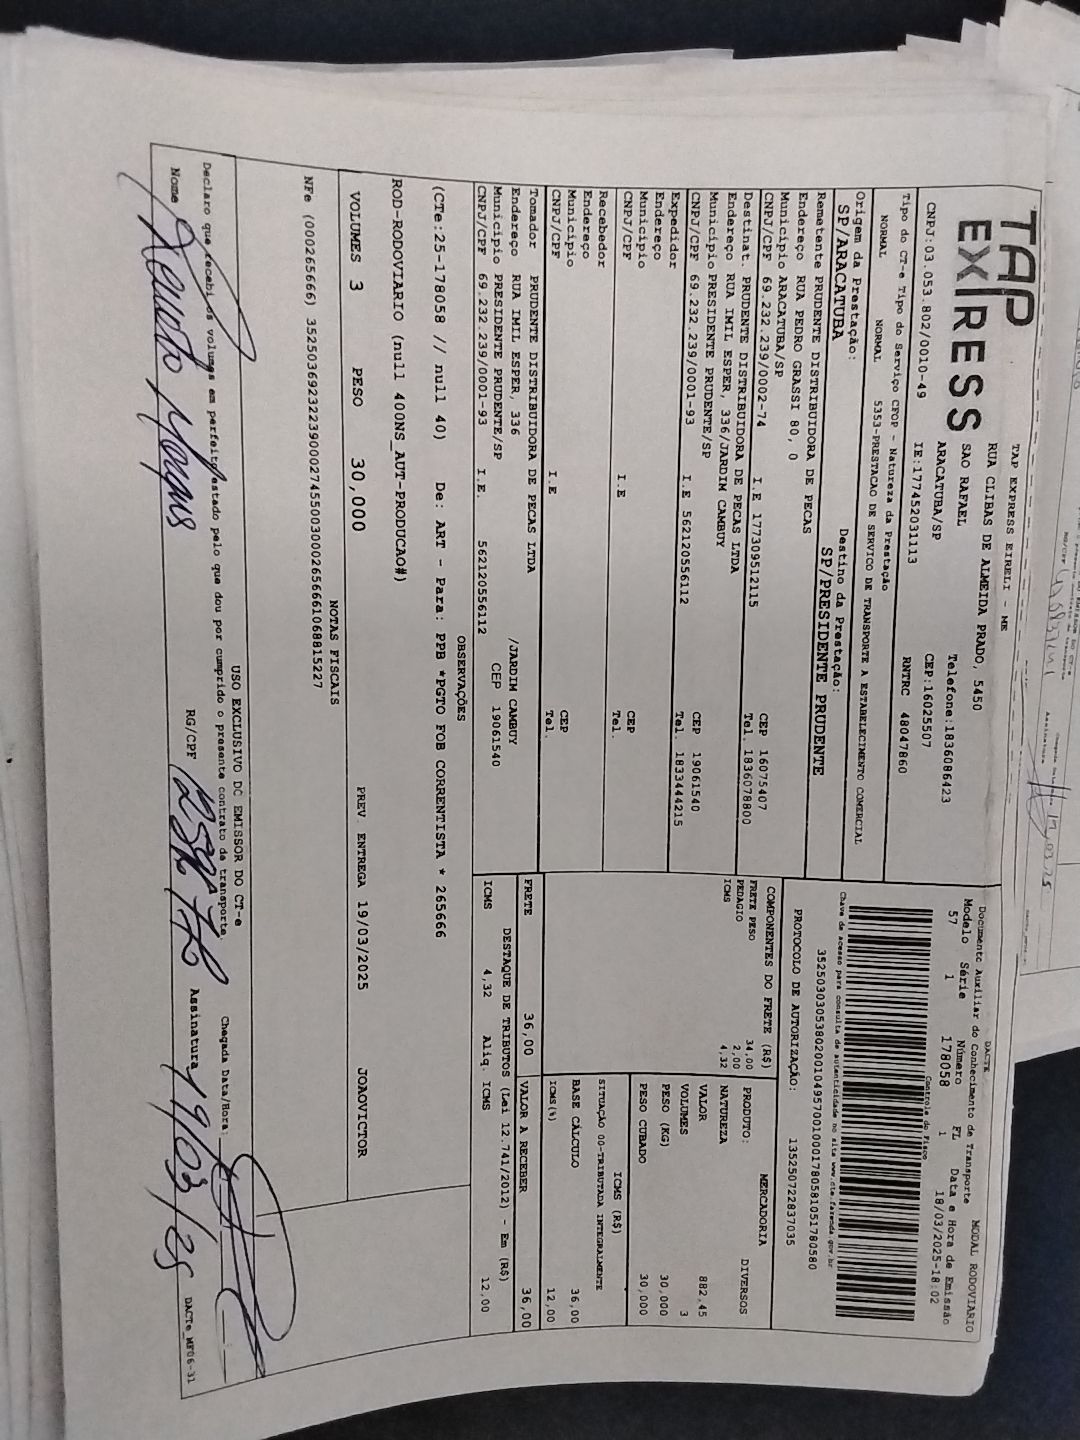 TAP EXPRESS
TAP EXPRESS EIRELI - ME
RUA CLIBAS DE ALMEIDA PRADO, 5450
SAO RAFAEL Telefone:1836086423
ARACATUBA/SP CEP:16025507
CNPJ:03.053.802/0010-49 IE:177452031113 RNTRC 48047860
Tipo do CT-e Tipo do Serviço CFOP - Natureza da Prestação
NORMAL NORMAL 5353-PRESTACAO DE SERVICO DE TRANSPORTE A ESTABELECIMENTO COMERCIAL
Origem da Prestação: Destino da Prestação:
SP/ARACATUBA SP/PRESIDENTE PRUDENTE
Remetente PRUDENTE DISTRIBUIDORA DE PECAS
Endereço RUA PEDRO GRASSI 80, 0
Município ARACATUBA/SP CEP 16075407
CNPJ/CPF 69.232.239/0002-74 I.E 177309512115 Tel. 1836078800
Destinat. PRUDENTE DISTRIBUIDORA DE PECAS LTDA
Endereço RUA IMIL ESPER, 336/JARDIM CAMBUY
Município PRESIDENTE PRUDENTE/SP CEP 19061540
CNPJ/CPF 69.232.239/0001-93 I.E 562120556112 Tel. 1833444215
Expedidor
Endereço
Município CEP
CNPJ/CPF I.E Tel.
Recebedor
Endereço
Município CEP
CNPJ/CPF I.E Tel.
Tomador PRUDENTE DISTRIBUIDORA DE PECAS LTDA
Endereço RUA IMIL ESPER, 336 /JARDIM CAMBUY
Município PRESIDENTE PRUDENTE/SP CEP 19061540
CNPJ/CPF 69.232.239/0001-93 I.E. 562120556112
DACTE
Documento Auxiliar do Conhecimento de Transporte MODAL RODOVIARIO
Modelo Série Número FL Data e Hora de Emissão
57 1 178058 1 18/03/2025-18:02
Controle do Fisco
Chave de acesso para consulta de autenticidade no site www.cte.fazenda.gov.br
35250303053802001049570010001780581051780580
PROTOCOLO DE AUTORIZAÇÃO: 135250722837035
COMPONENTES DO FRETE (R$)
FRETE PESO 34,00
PEDAGIO 2,00
ICMS 4,32
MERCADORIA
PRODUTO: DIVERSOS
NATUREZA
VALOR 882,45
VOLUMES 3
PESO (KG) 30,000
PESO CUBADO 30,000
ICMS (R$)
SITUAÇÃO 00-TRIBUTADA INTEGRALMENTE
BASE CÁLCULO 36,00
ICMS(%) 12,00
FRETE 36,00 VALOR A RECEBER 36,00
DESTAQUE DE TRIBUTOS (Lei 12.741/2012) - Em (R$)
ICMS 4,32 Aliq. ICMS 12,00
OBSERVAÇÕES
(CTe:25-178058 // null 40) De: ART - Para: PPB *PGTO FOB CORRENTISTA * 265666
ROD-RODOVIARIO (null 400NS_AUT-PRODUCAO#)
VOLUMES 3 PESO 30,000 PREV. ENTREGA 19/03/2025 JOAOVICTOR
NOTAS FISCAIS
NFe (000265666) 35250369232239000274550030002656661068815227
USO EXCLUSIVO DO EMISSOR DO CT-e
Declaro que recebi os volumes em perfeito estado pelo que dou por cumprido o presente contrato de transporte Chegada Data/Hora:
Nome RG/CPF Assinatura 19/03/25
DACTe_MF06-31